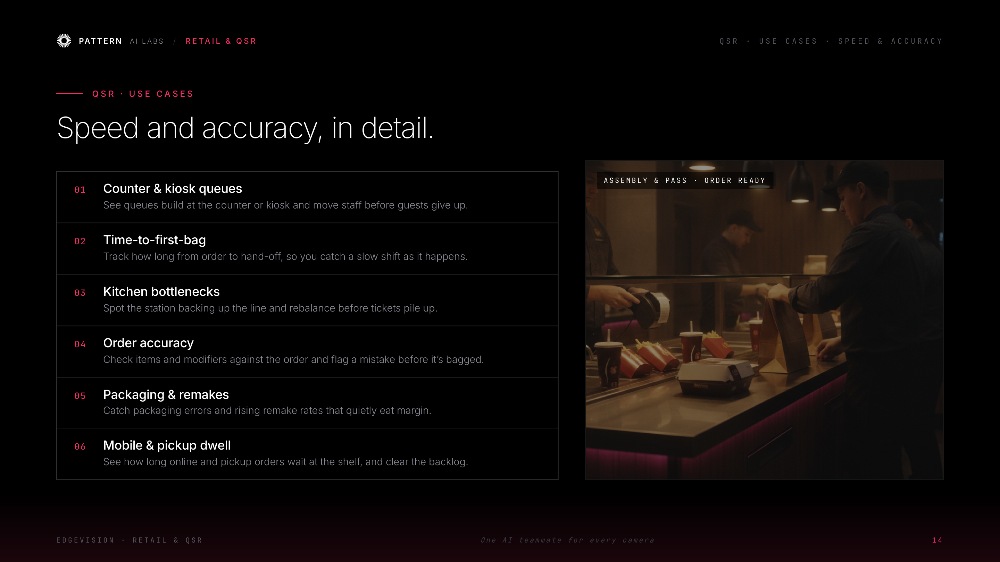 PATTERN AI LABS / RETAIL & QSR
QSR · USE CASES · SPEED & ACCURACY
QSR · USE CASES
Speed and accuracy, in detail.
01 Counter & kiosk queues
See queues build at the counter or kiosk and move staff before guests give up.
02 Time-to-first-bag
Track how long from order to hand-off, so you catch a slow shift as it happens.
03 Kitchen bottlenecks
Spot the station backing up the line and rebalance before tickets pile up.
04 Order accuracy
Check items and modifiers against the order and flag a mistake before it’s bagged.
05 Packaging & remakes
Catch packaging errors and rising remake rates that quietly eat margin.
06 Mobile & pickup dwell
See how long online and pickup orders wait at the shelf, and clear the backlog.
ASSEMBLY & PASS · ORDER READY
EDGEVISION · RETAIL & QSR
One AI teammate for every camera
14